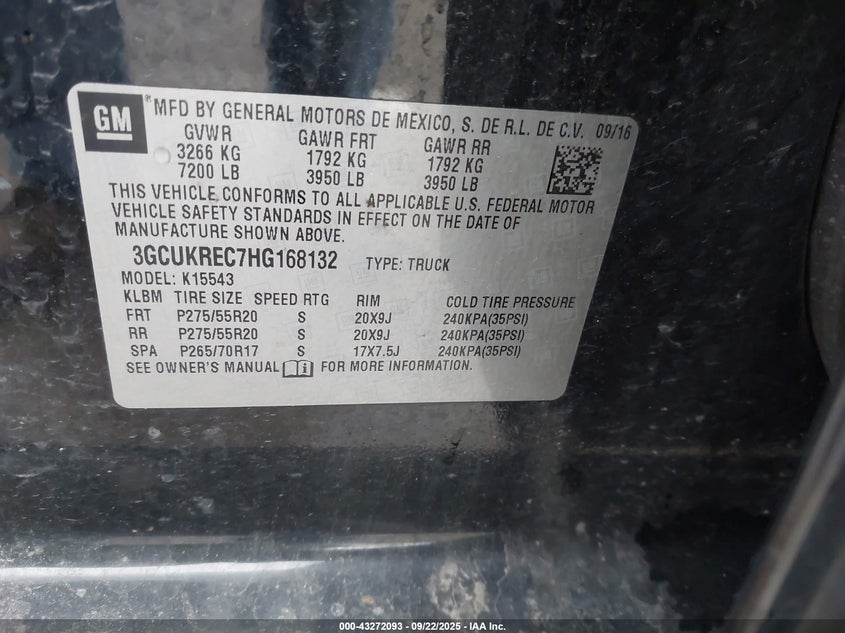 GM
® MFD BY GENERAL MOTORS DE MEXICO, S. DE R.L. DE C.V. 09/16
GVWR GAWR FRT GAWR RR
3266 KG 1792 KG 1792 KG
7200 LB 3950 LB 3950 LB
THIS VEHICLE CONFORMS TO ALL APPLICABLE U.S. FEDERAL MOTOR
VEHICLE SAFETY STANDARDS IN EFFECT ON THE DATE OF
MANUFACTURE SHOWN ABOVE.
3GCUKREC7HG168132 TYPE: TRUCK
MODEL: K15543
KLBM TIRE SIZE SPEED RTG RIM COLD TIRE PRESSURE
FRT P275/55R20 S 20X9J 240KPA(35PSI)
RR P275/55R20 S 20X9J 240KPA(35PSI)
SPA P265/70R17 S 17X7.5J 240KPA(35PSI)
SEE OWNER'S MANUAL FOR MORE INFORMATION.
000-43272093 - 09/22/2025 - IAA Inc.